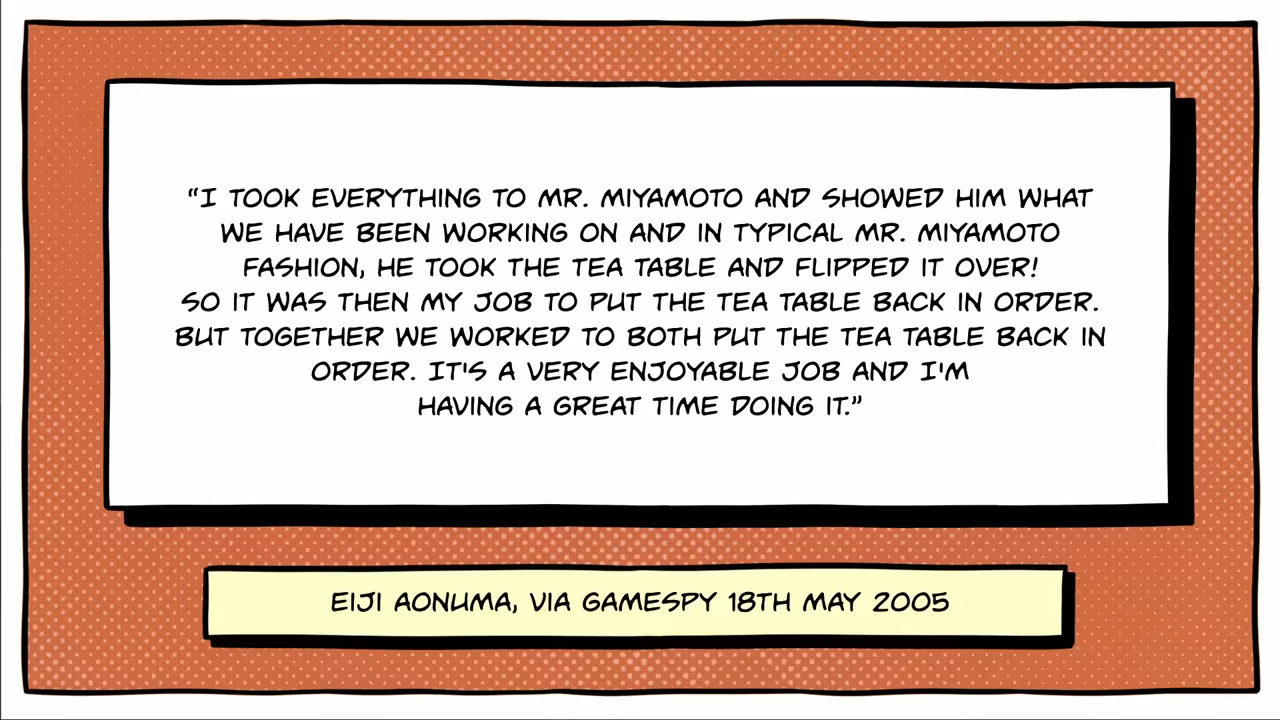 “I TOOK EVERYTHING TO MR. MIYAMOTO AND SHOWED HIM WHAT
WE HAVE BEEN WORKING ON AND IN TYPICAL MR. MIYAMOTO
FASHION, HE TOOK THE TEA TABLE AND FLIPPED IT OVER!
SO IT WAS THEN MY JOB TO PUT THE TEA TABLE BACK IN ORDER.
BUT TOGETHER WE WORKED TO BOTH PUT THE TEA TABLE BACK IN
ORDER. IT'S A VERY ENJOYABLE JOB AND I'M
HAVING A GREAT TIME DOING IT.”
EIJI AONUMA, VIA GAMESPY 18TH MAY 2005